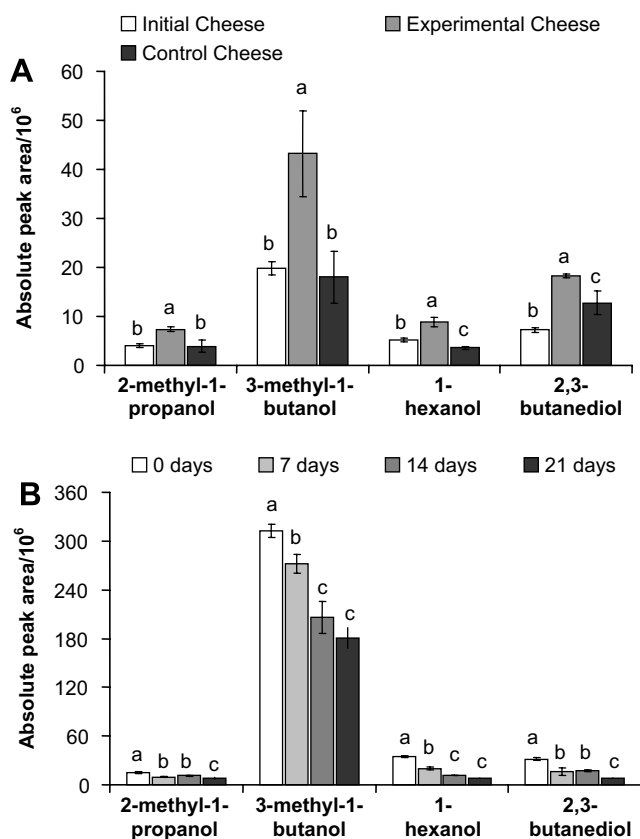 Initial Cheese Experimental Cheese
Control Cheese
A
Absolute peak area/10⁶
60
50
40
30
20
10
0
b a b
b a b
b a c
b a c
2-methyl-1-propanol
3-methyl-1-butanol
1-hexanol
2,3-butanediol
0 days 7 days 14 days 21 days
B
Absolute peak area/10⁶
360
300
240
180
120
60
0
a b b c
a b c c
a b c c
a b b c
2-methyl-1-propanol
3-methyl-1-butanol
1-hexanol
2,3-butanediol